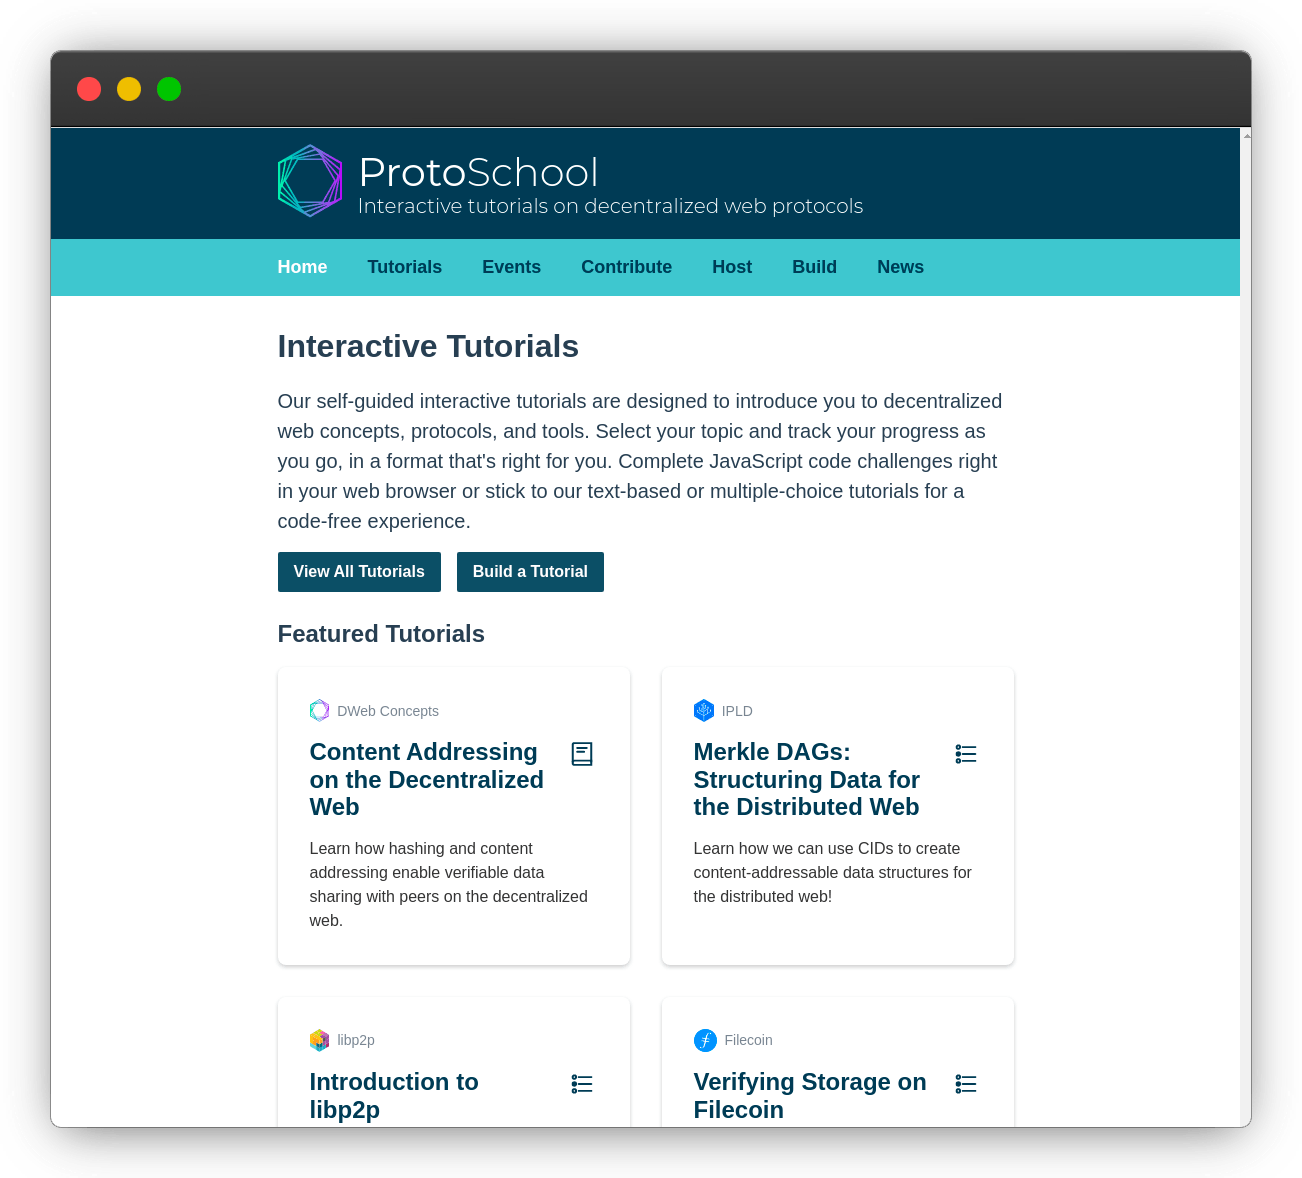 ProtoSchool
Interactive tutorials on decentralized web protocols
Home Tutorials Events Contribute Host Build News
Interactive Tutorials
Our self-guided interactive tutorials are designed to introduce you to decentralized
web concepts, protocols, and tools. Select your topic and track your progress as
you go, in a format that's right for you. Complete JavaScript code challenges right
in your web browser or stick to our text-based or multiple-choice tutorials for a
code-free experience.
View All Tutorials Build a Tutorial
Featured Tutorials
DWeb Concepts
Content Addressing
on the Decentralized
Web
Learn how hashing and content
addressing enable verifiable data
sharing with peers on the decentralized
web.
IPLD
Merkle DAGs:
Structuring Data for
the Distributed Web
Learn how we can use CIDs to create
content-addressable data structures for
the distributed web!
libp2p
Introduction to
libp2p
Filecoin
Verifying Storage on
Filecoin